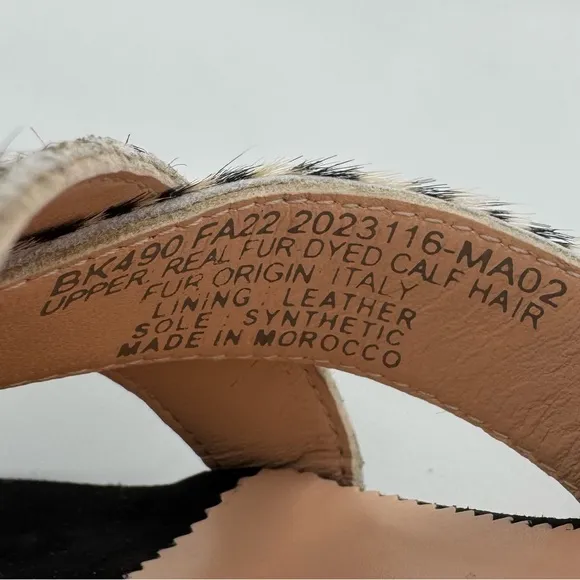 BK490 FA22 2023116-MA02
UPPER. REAL FUR DYED CALF HAIR
FUR ORIGIN. ITALY
LINING. LEATHER
SOLE. SYNTHETIC
MADE IN MOROCCO